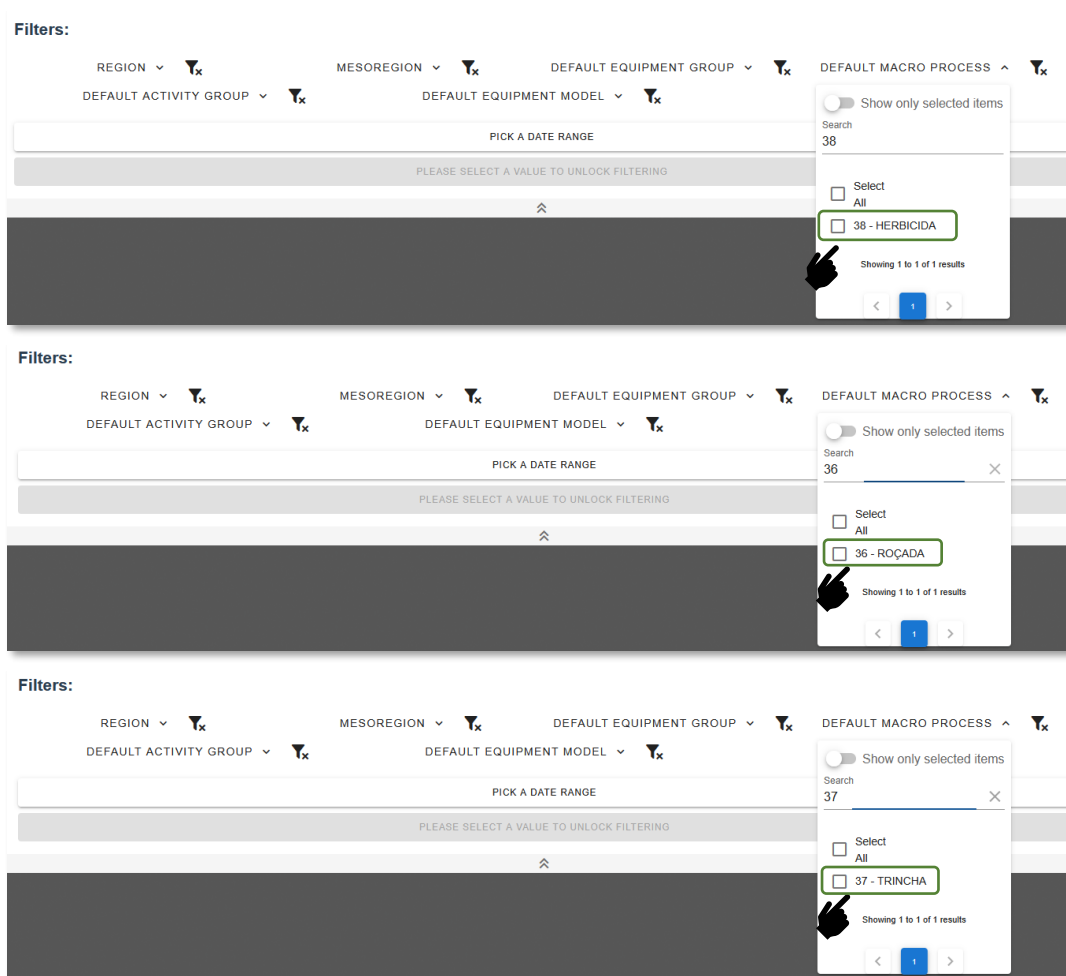 Filters:
REGION
MESOREGION
DEFAULT EQUIPMENT GROUP
DEFAULT MACRO PROCESS
DEFAULT ACTIVITY GROUP
DEFAULT EQUIPMENT MODEL
Show only selected items
Search
38
PICK A DATE RANGE
PLEASE SELECT A VALUE TO UNLOCK FILTERING
Select
All
38 - HERBICIDA
Showing 1 to 1 of 1 results
1
Filters:
REGION
MESOREGION
DEFAULT EQUIPMENT GROUP
DEFAULT MACRO PROCESS
DEFAULT ACTIVITY GROUP
DEFAULT EQUIPMENT MODEL
Show only selected items
Search
36
PICK A DATE RANGE
PLEASE SELECT A VALUE TO UNLOCK FILTERING
Select
All
36 - ROÇADA
Showing 1 to 1 of 1 results
1
Filters:
REGION
MESOREGION
DEFAULT EQUIPMENT GROUP
DEFAULT MACRO PROCESS
DEFAULT ACTIVITY GROUP
DEFAULT EQUIPMENT MODEL
Show only selected items
Search
37
PICK A DATE RANGE
PLEASE SELECT A VALUE TO UNLOCK FILTERING
Select
All
37 - TRINCHA
Showing 1 to 1 of 1 results
1